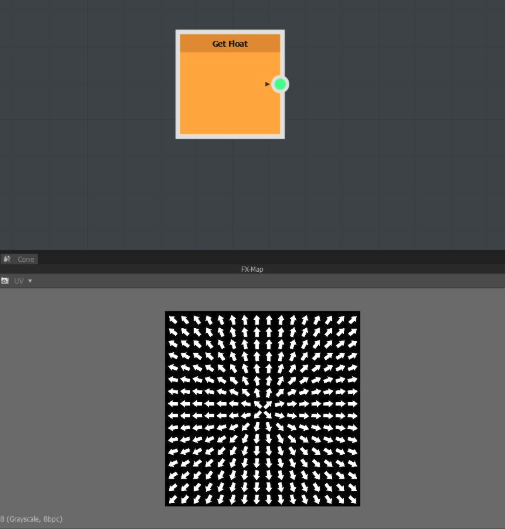 Get Float
Cone
FX-Map
UV
8 (Grayscale, 8bpc)